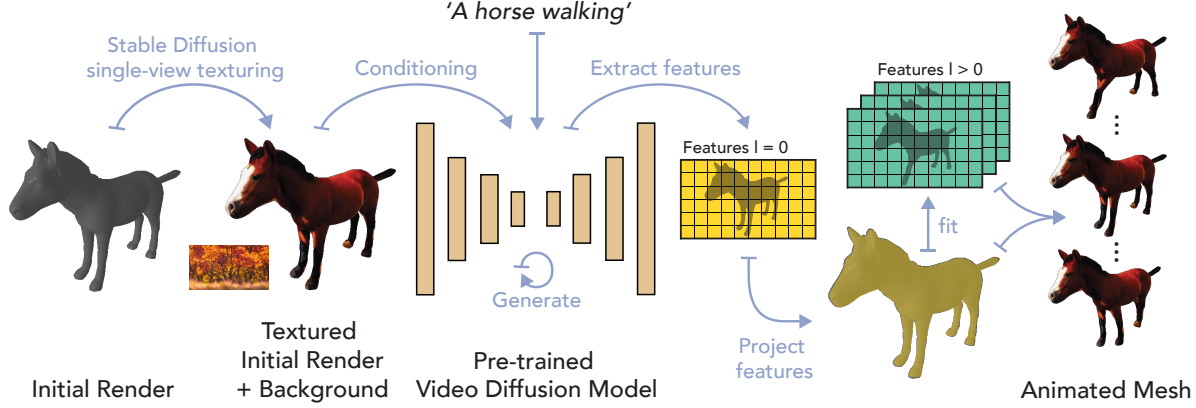 'A horse walking'
Stable Diffusion
single-view texturing
Conditioning
Extract features
Features l > 0
Features l = 0
fit
Generate
Project
features
Initial Render
Textured
Initial Render
+ Background
Pre-trained
Video Diffusion Model
Animated Mesh